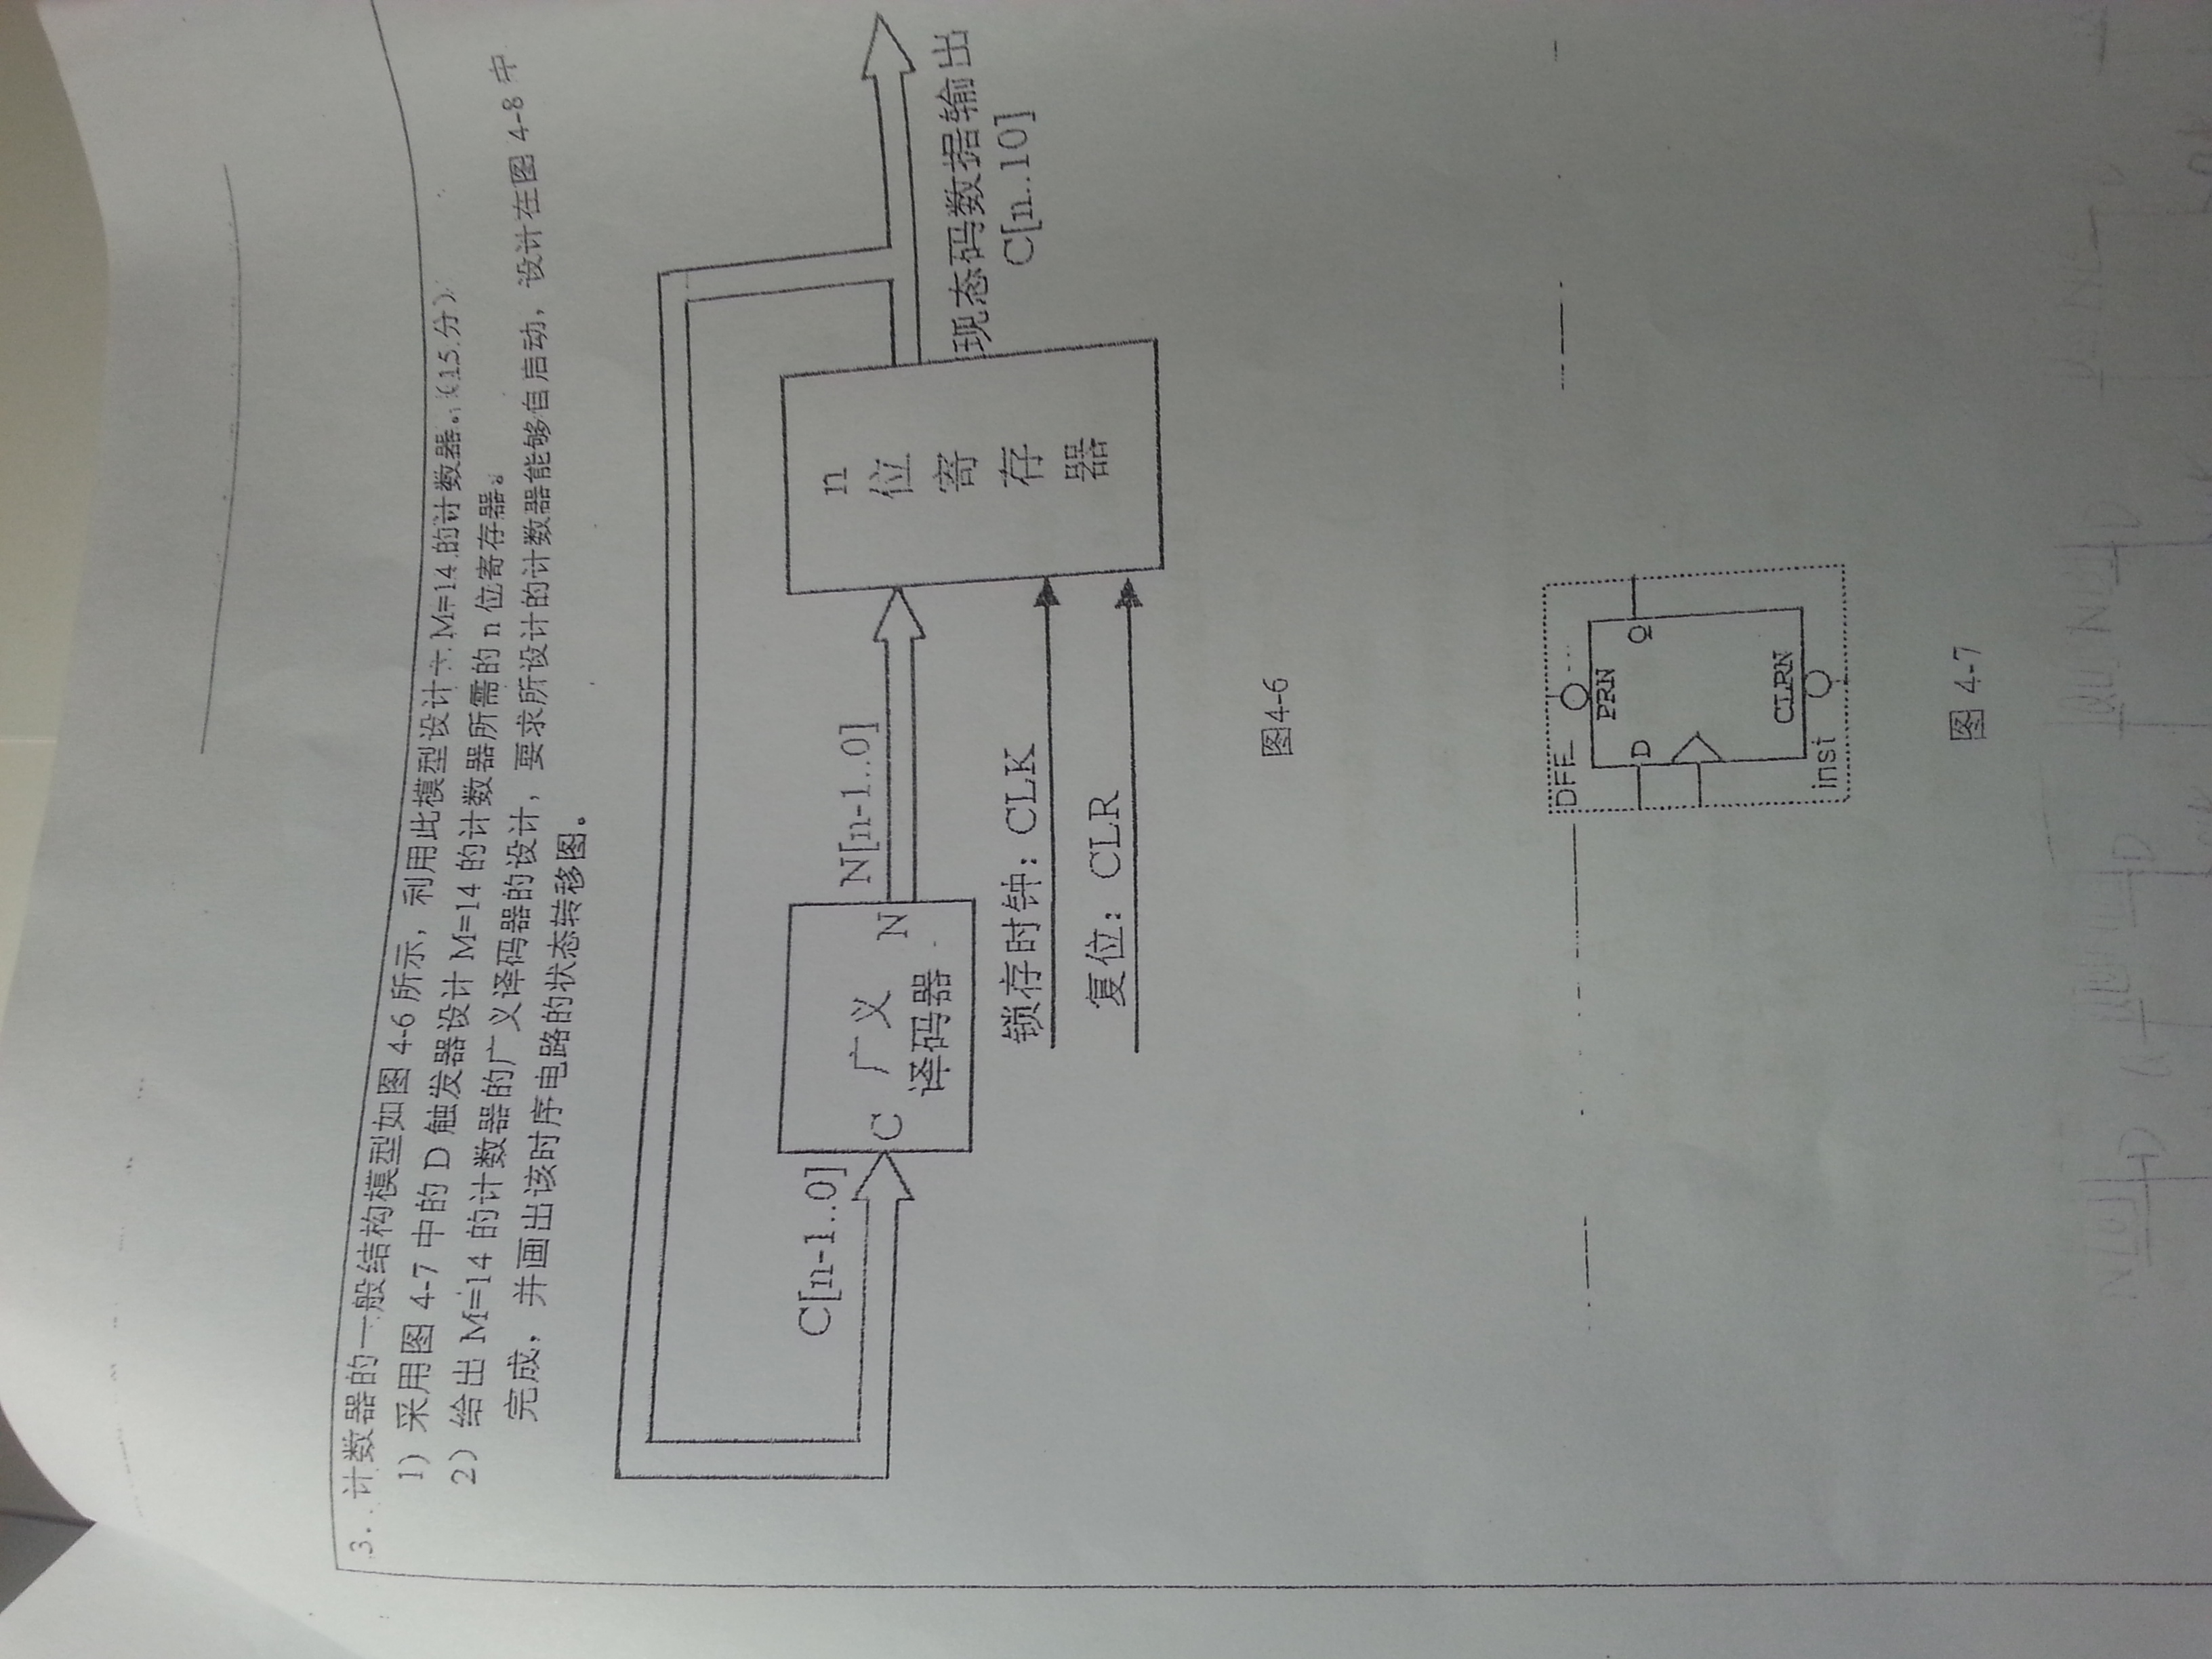 3. 计数器的一般结构模型如图 4-6 所示，利用此模型设计一 M=14 的计数器。（15分）
1) 采用图 4-7 中的 D 触发器设计 M=14 的计数器所需的 n 位寄存器。
2) 给出 M=14 的计数器的广义译码器的设计，要求所设计的计数器能够自启动，设计在图 4-8 中
完成，并画出该时序电路的状态转移图。
C[n-1..0]
C 广义译码器 N
N[n-1..0]
n位寄存器
锁存时钟：CLK
复位：CLR
现态码数据输出
C[n..10]
图4-6
DFF
PRN
D Q
CLRN
inst
图 4-7